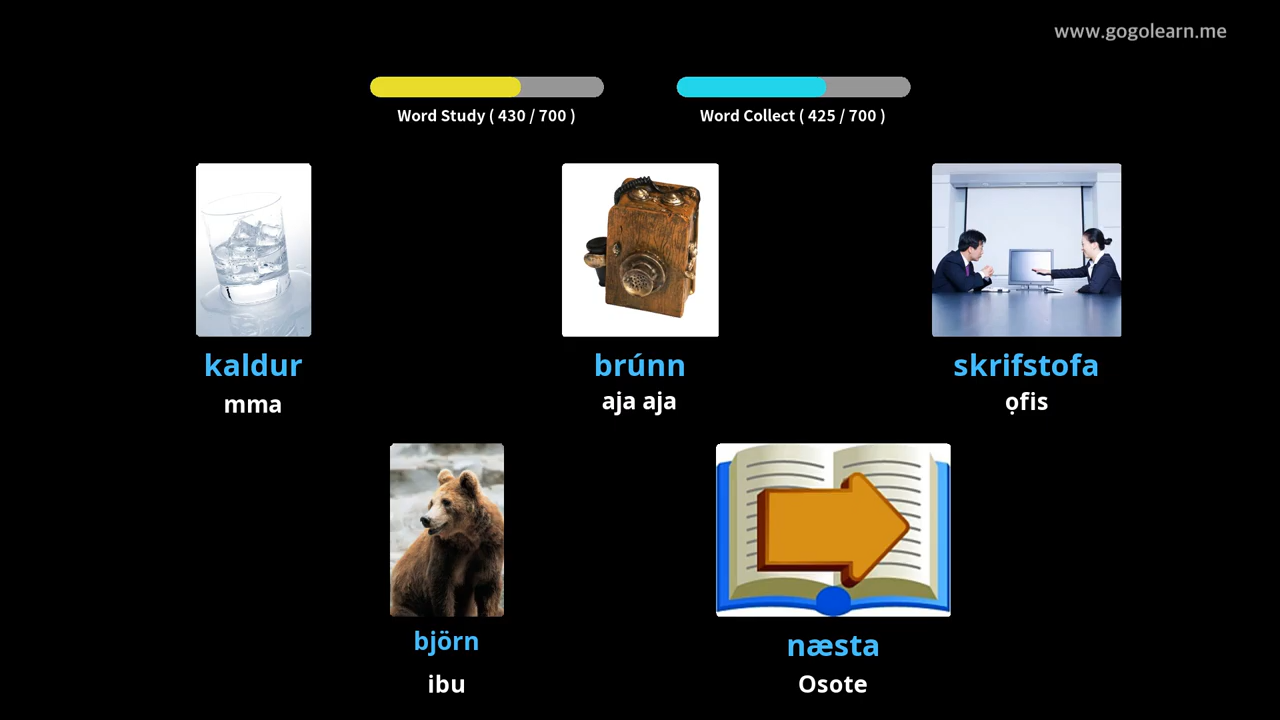 www.gogolearn.me
Word Study ( 430 / 700 )
Word Collect ( 425 / 700 )
kaldur
mma
brúnn
aja aja
skrifstofa
ọfis
björn
ibu
næsta
Osote